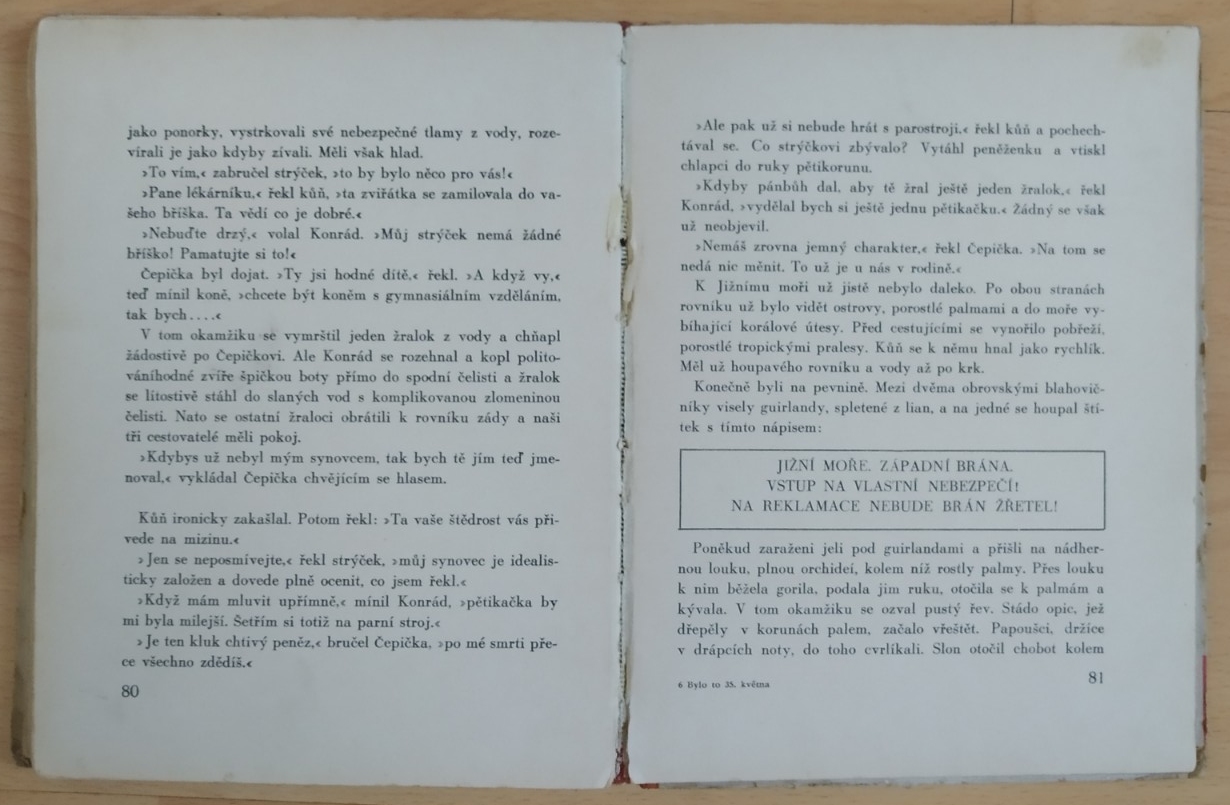 jako ponorky, vystrkovali své nebezpečné tlamy z vody, roze-
vírali je jako kdyby zívali. Měli však hlad.
›To vím,‹ zabručel strýček, ›to by bylo něco pro vás!‹
›Pane lékárníku,‹ řekl kůň, ›ta zvířátka se zamilovala do va-
šeho bříška. Ta vědí co je dobré.‹
›Nebuďte drzý,‹ volal Konrád. ›Můj strýček nemá žádné
bříško! Pamatujte si to!‹
Čepička byl dojat. ›Ty jsi hodné dítě,‹ řekl. ›A když vy,‹
teď mínil koně, ›chcete být koněm s gymnasiálním vzděláním,
tak bych....‹
V tom okamžiku se vymrštil jeden žralok z vody a chňapl
žádostivě po Čepičkovi. Ale Konrád se rozehnal a kopl polito-
váníhodné zvíře špičkou boty přímo do spodní čelisti a žralok
se lítostivě stáhl do slaných vod s komplikovanou zlomeninou
čelisti. Nato se ostatní žraloci obrátili k rovníku zády a naši
tři cestovatelé měli pokoj.
›Kdybys už nebyl mým synovcem, tak bych tě jím teď jme-
noval,‹ vykládal Čepička chvějícím se hlasem.
Kůň ironicky zakašlal. Potom řekl: ›Ta vaše štědrost vás při-
vede na mizinu.‹
›Jen se neposmívejte,‹ řekl strýček, ›můj synovec je idealis-
ticky založen a dovede plně ocenit, co jsem řekl.‹
›Když mám mluvit upřímně,‹ mínil Konrád, ›pětikačka by
mi byla milejší. Šetřím si totiž na parní stroj.‹
›Je ten kluk chtivý peněz,‹ bručel Čepička, ›po mé smrti pře-
ce všechno zdědíš.‹
80
›Ale pak už si nebude hrát s parostroji,‹ řekl kůň a pochech-
tával se. Co strýčkovi zbývalo? Vytáhl peněženku a vtiskl
chlapci do ruky pětikorunu.
›Kdyby pánbůh dal, aby tě žral ještě jeden žralok,‹ řekl
Konrád, ›vydělal bych si ještě jednu pětikačku.‹ Žádný se však
už neobjevil.
›Nemáš zrovna jemný charakter,‹ řekl Čepička. ›Na tom se
nedá nic měnit. To už je u nás v rodině.‹
K Jižnímu moři už jistě nebylo daleko. Po obou stranách
rovníku už bylo vidět ostrovy, porostlé palmami a do moře vy-
bíhající korálové útesy. Před cestujícími se vynořilo pobřeží,
porostlé tropickými pralesy. Kůň se k němu hnal jako rychlík.
Měl už houpavého rovníku a vody až po krk.
Konečně byli na pevnině. Mezi dvěma obrovskými blahovič-
níky visely guirlandy, spletené z lian, a na jedné se houpal ští-
tek s tímto nápisem:
JIŽNÍ MOŘE. ZÁPADNÍ BRÁNA.
VSTUP NA VLASTNÍ NEBEZPEČÍ!
NA REKLAMACE NEBUDE BRÁN ŽŘETEL!
Poněkud zaraženi jeli pod guirlandami a přišli na nádher-
nou louku, plnou orchideí, kolem níž rostly palmy. Přes louku
k nim běžela gorila, podala jim ruku, otočila se k palmám a
kývala. V tom okamžiku se ozval pustý řev. Stádo opic, jež
dřepěly v korunách palem, začalo vřeštět. Papoušci, držíce
v drápcích noty, do toho cvrlíkali. Slon otočil chobot kolem
6 Bylo to 35. května
81